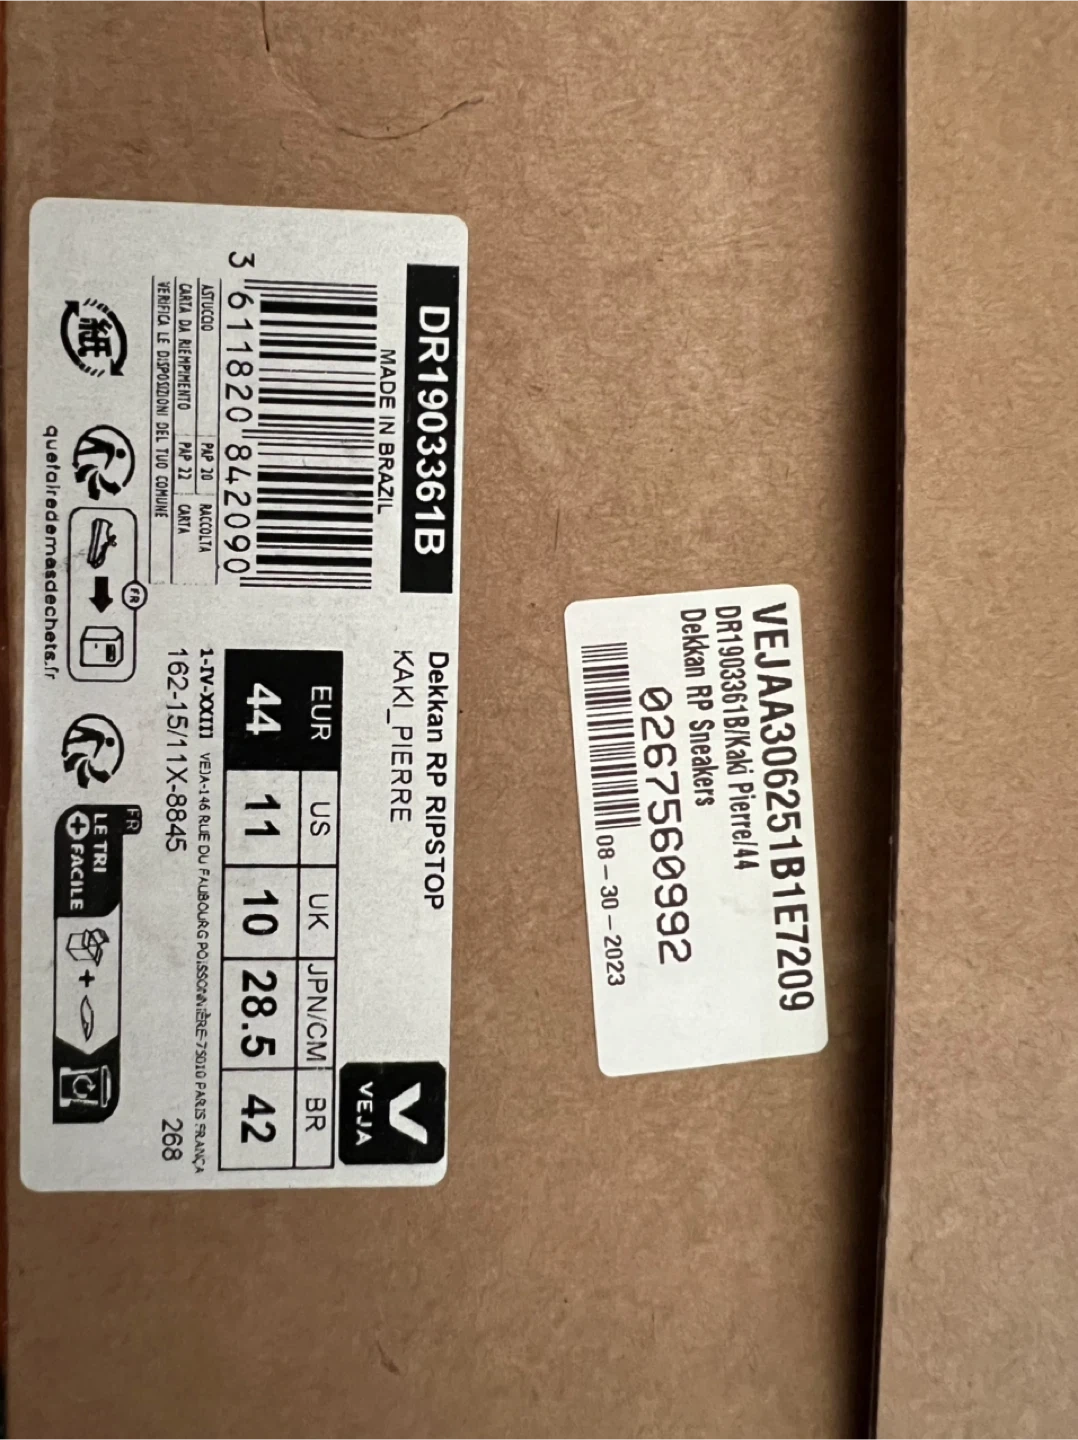 DR1903361B
MADE IN BRAZIL
3 611820 842090
ASTUCCIO PAP 20 RACCOLTA
CARTA DA RIEMPIMENTO PAP 22 CARTA
VERIFICA LE DISPOSIZIONI DEL TUO COMUNE
紙
FR
quefairedemesdechets.fr
Dekkan RP RIPSTOP
KAKI_PIERRE
VEJA
EUR US UK JPN/CM BR
44 11 10 28.5 42
1-IV-XXIII VEJA-146 RUE DU FAUBOURG POISSONNIÈRE-75010 PARIS FRANÇA
162-15/11X-8845 268
FR
LE TRI
+ FACILE
+
VEJAA306251B1E7209
DR1903361B/Kaki Pierre/44
Dekkan RP Sneakers
0267560992
08-30-2023